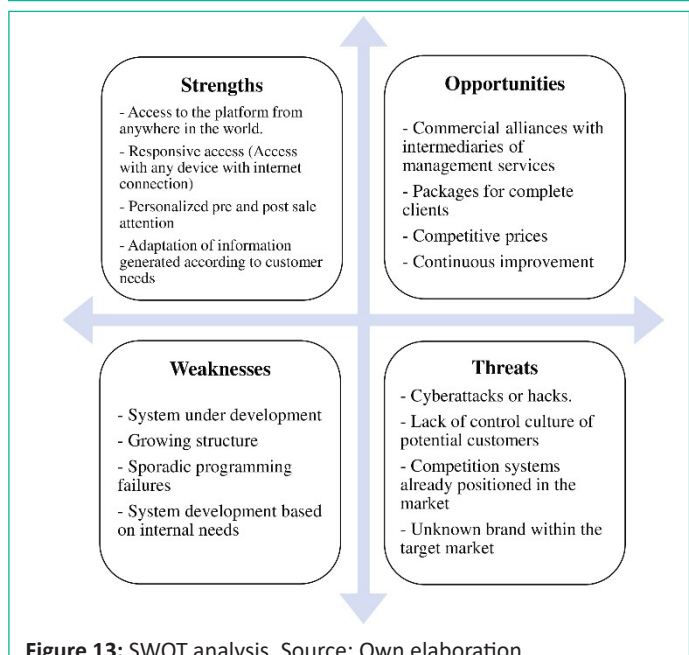 Strengths
- Access to the platform from
anywhere in the world.
- Responsive access (Access
with any device with internet
connection)
- Personalized pre and post sale
attention
- Adaptation of information
generated according to customer
needs
Opportunities
- Commercial alliances with
intermediaries of
management services
- Packages for complete
clients
- Competitive prices
- Continuous improvement
Weaknesses
- System under development
- Growing structure
- Sporadic programming
failures
- System development based
on internal needs
Threats
- Cyberattacks or hacks.
- Lack of control culture of
potential customers
- Competition systems
already positioned in the
market
- Unknown brand within the
target market
Figure 13: SWOT analysis. Source: Own elaboration